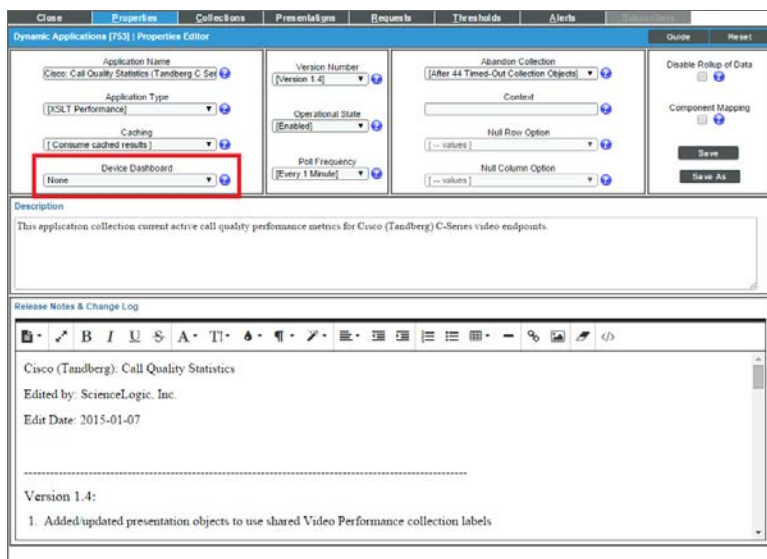 Close Properties Collections Presentations Requests Thresholds Alerts Subscribers
Dynamic Applications [753] | Properties Editor Guide Reset
Application Name
Cisco: Call Quality Statistics (Tandberg C Ser
Application Type
[XSLT Performance]
Caching
[ Consume cached results ]
Device Dashboard
None
Version Number
[Version 1.4]
Operational State
[Enabled]
Poll Frequency
[Every 1 Minute]
Abandon Collection
[After 44 Timed-Out Collection Objects]
Context
Null Row Option
[ -- values ]
Null Column Option
[ -- values ]
Disable Rollup of Data
Component Mapping
Save
Save As
Description
This application collection current active call quality performance metrics for Cisco (Tandberg) C-Series video endpoints.
Release Notes & Change Log
Cisco (Tandberg): Call Quality Statistics
Edited by: ScienceLogic, Inc.
Edit Date: 2015-01-07
Version 1.4:
1. Added/updated presentation objects to use shared Video Performance collection labels